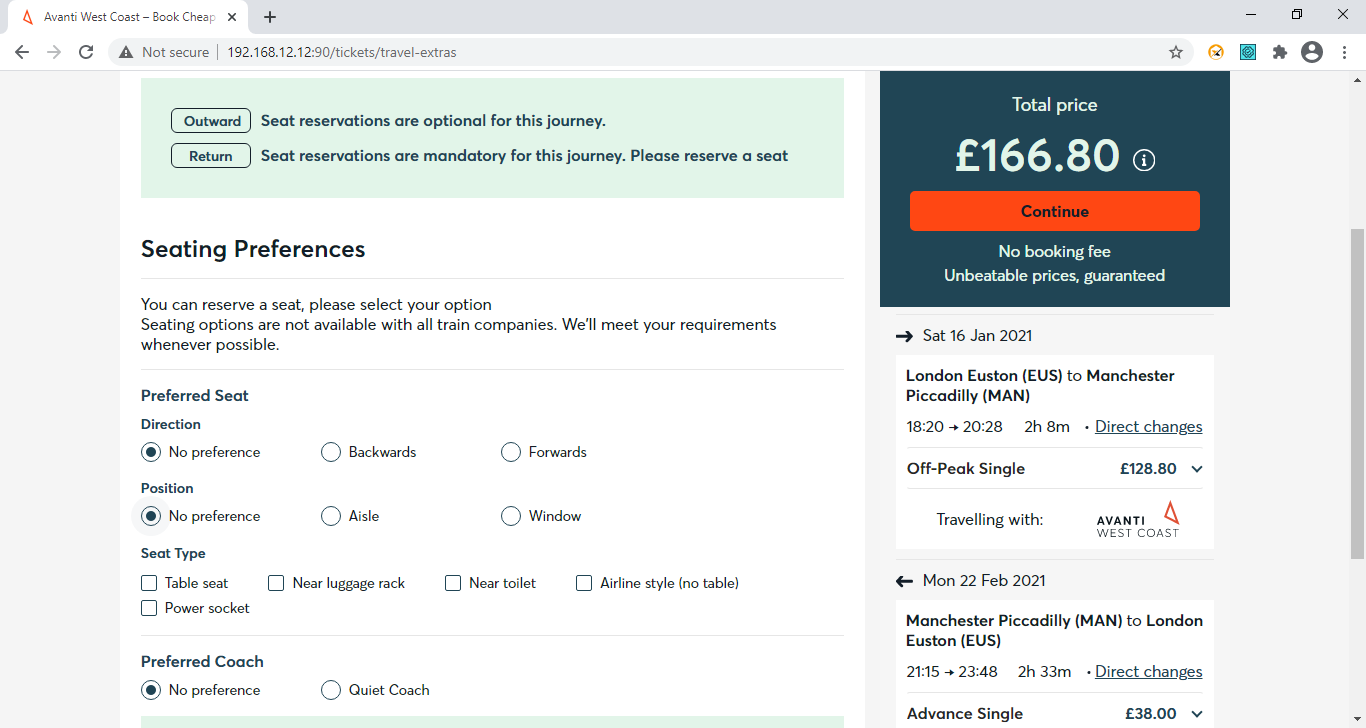 Avanti West Coast – Book Cheap
Not secure 192.168.12.12:90/tickets/travel-extras
Outward Seat reservations are optional for this journey.
Return Seat reservations are mandatory for this journey. Please reserve a seat
Seating Preferences
You can reserve a seat, please select your option
Seating options are not available with all train companies. We'll meet your requirements
whenever possible.
Preferred Seat
Direction
No preference Backwards Forwards
Position
No preference Aisle Window
Seat Type
Table seat Near luggage rack Near toilet Airline style (no table)
Power socket
Preferred Coach
No preference Quiet Coach
Total price
£166.80
Continue
No booking fee
Unbeatable prices, guaranteed
Sat 16 Jan 2021
London Euston (EUS) to Manchester
Piccadilly (MAN)
18:20 → 20:28 2h 8m • Direct changes
Off-Peak Single £128.80
Travelling with: AVANTI
WEST COAST
Mon 22 Feb 2021
Manchester Piccadilly (MAN) to London
Euston (EUS)
21:15 → 23:48 2h 33m • Direct changes
Advance Single £38.00